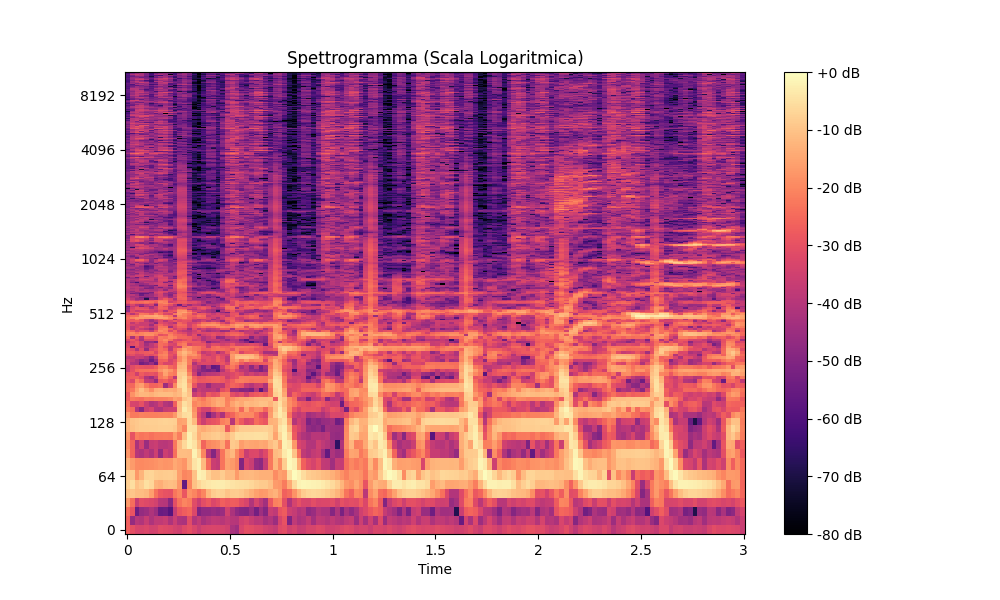 Spettrogramma (Scala Logaritmica)
Hz
8192
4096
2048
1024
512
256
128
64
0
0 0.5 1 1.5 2 2.5 3
Time
+0 dB
-10 dB
-20 dB
-30 dB
-40 dB
-50 dB
-60 dB
-70 dB
-80 dB